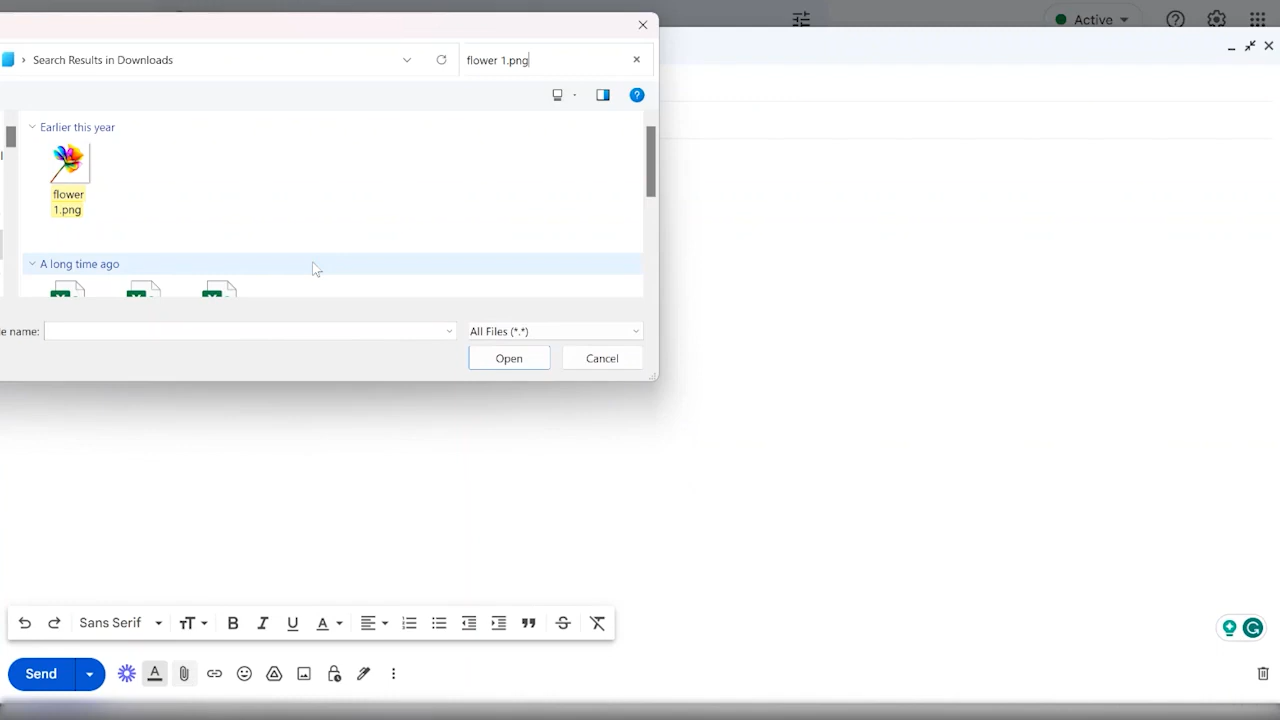 Active
Search Results in Downloads
flower 1.png
Earlier this year
flower
1.png
A long time ago
e name:
All Files (*.*)
Open
Cancel
Sans Serif
Send